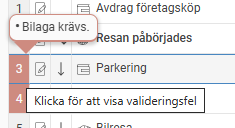 1 Avdrag företagsköp
• Bilaga krävs.
Resan påbörjades
3 Parkering
4
Klicka för att visa valideringsfel
5 Bilresa